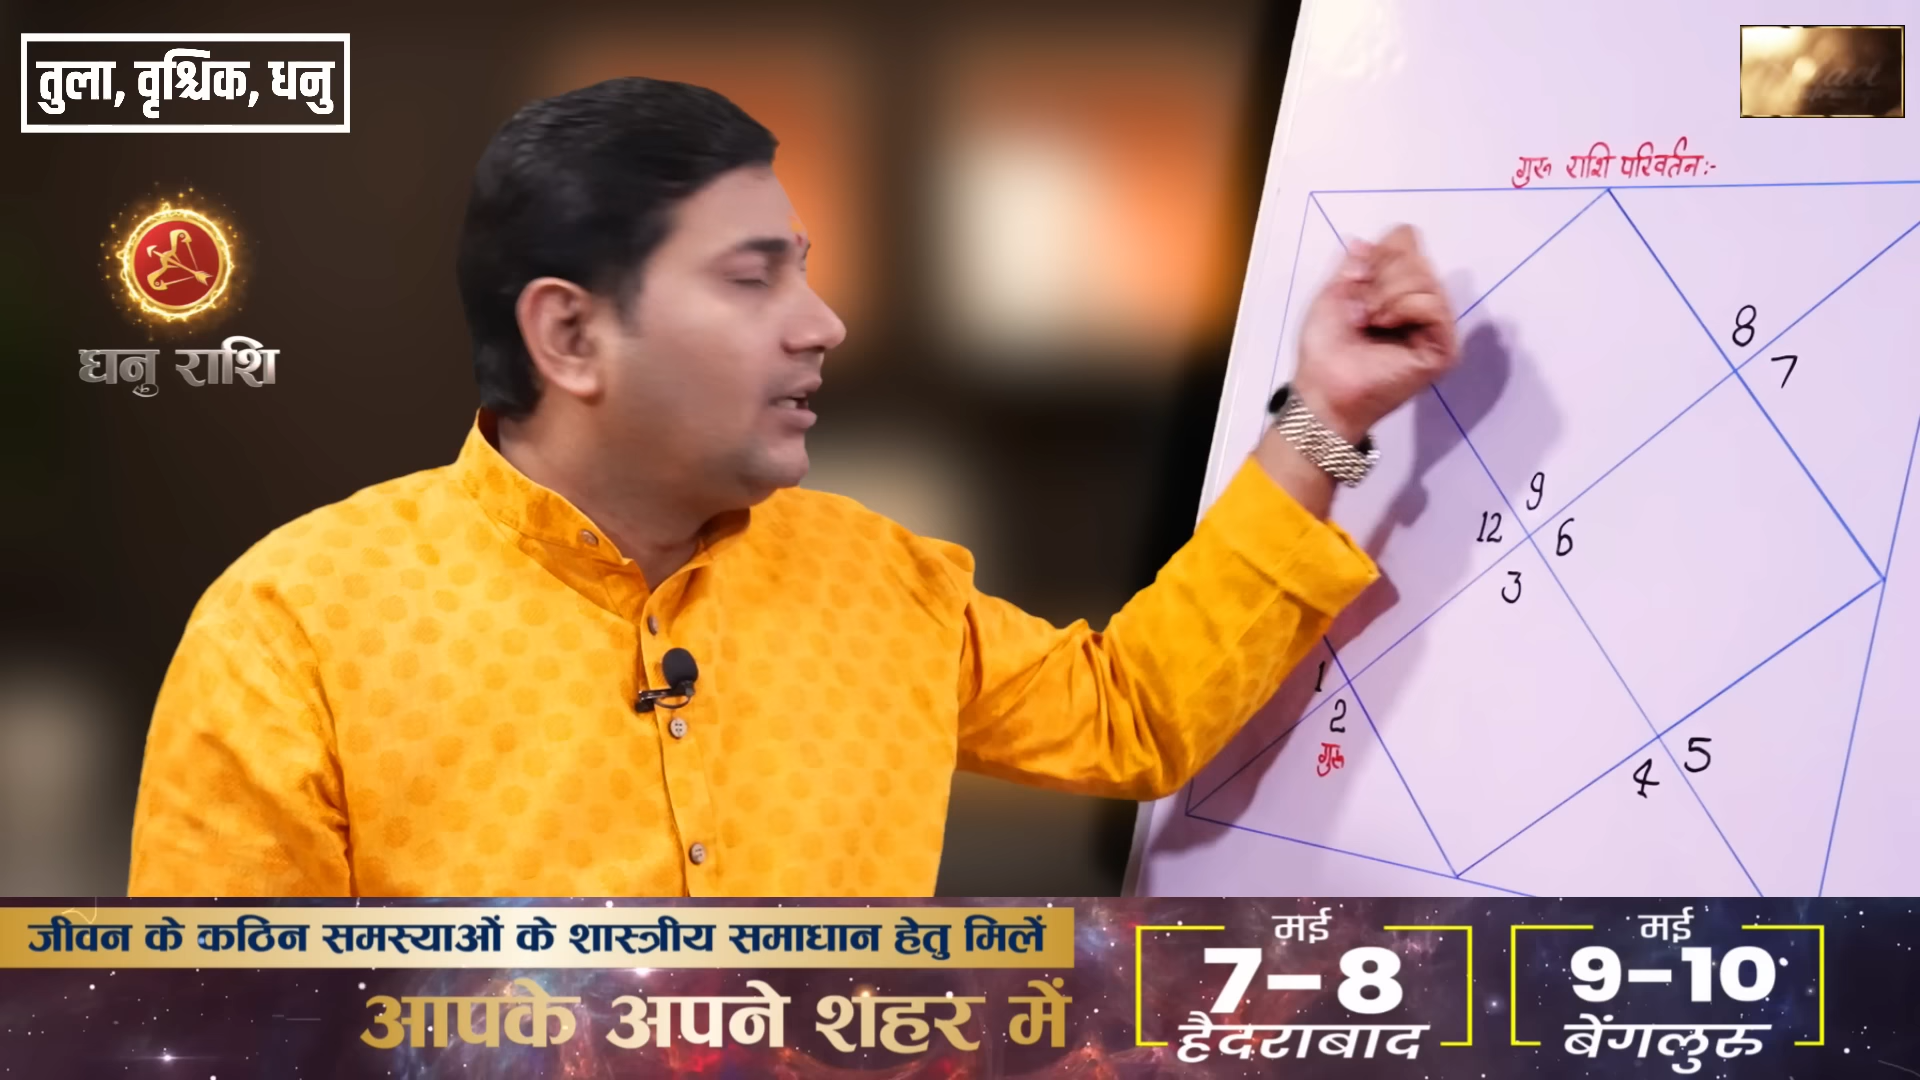 तुला, वृश्चिक, धनु
धनु राशि
गुरू राशि परिवर्तन:-
8
7
9
12
6
3
1
2
गुरू
4
5
जीवन के कठिन समस्याओं के शास्त्रीय समाधान हेतु मिलें
आपके अपने शहर में
मई
7-8
हैदराबाद
मई
9-10
बेंगलुरु